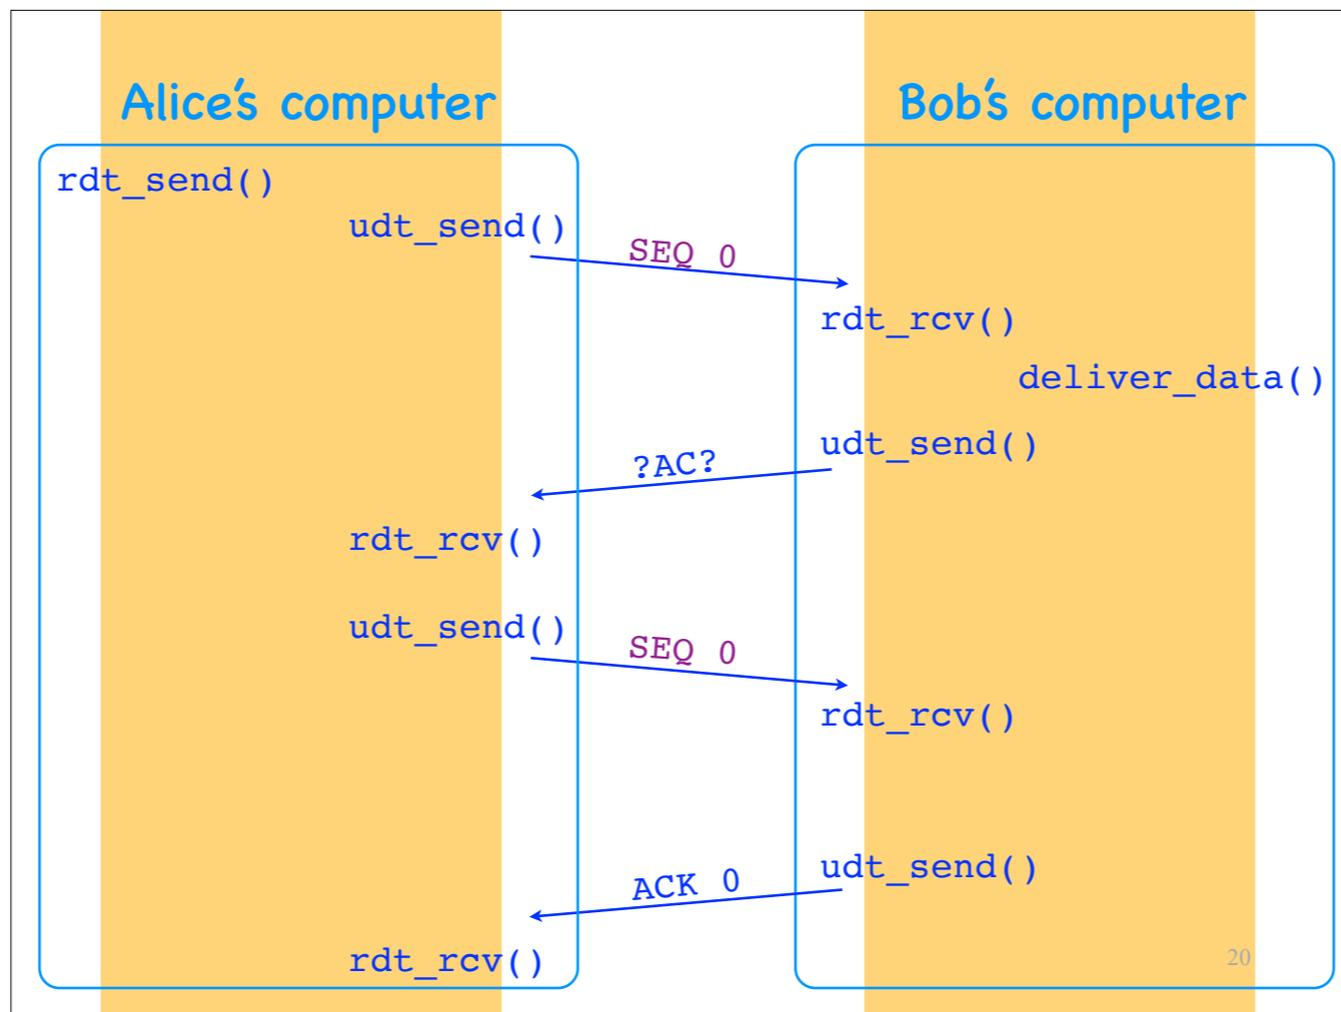 Alice's computer
Bob's computer
rdt_send()
udt_send()
SEQ 0
rdt_rcv()
deliver_data()
udt_send()
?AC?
rdt_rcv()
udt_send()
SEQ 0
rdt_rcv()
udt_send()
ACK 0
rdt_rcv()
20